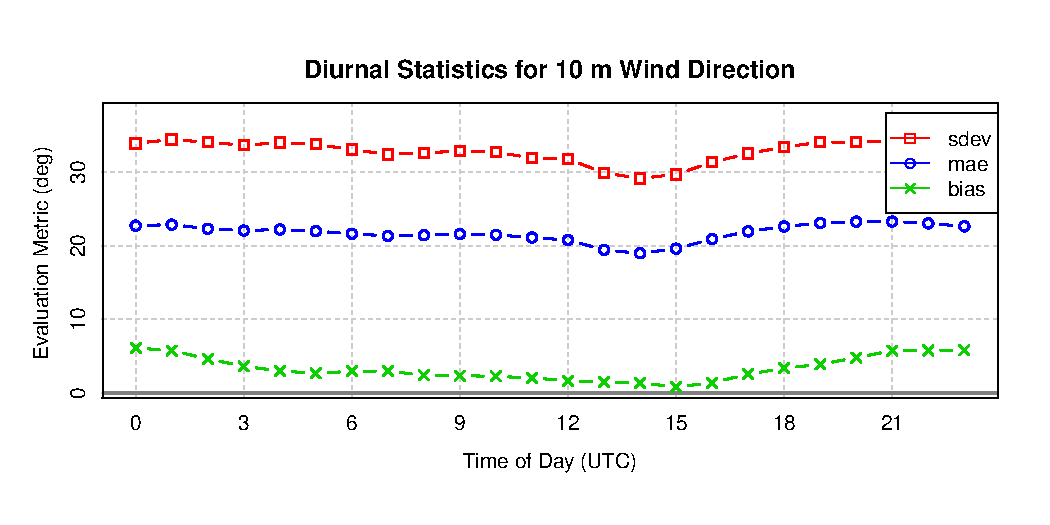 Diurnal Statistics for 10 m Wind Direction
Evaluation Metric (deg)
30
20
10
0
sdev
mae
bias
0 3 6 9 12 15 18 21
Time of Day (UTC)